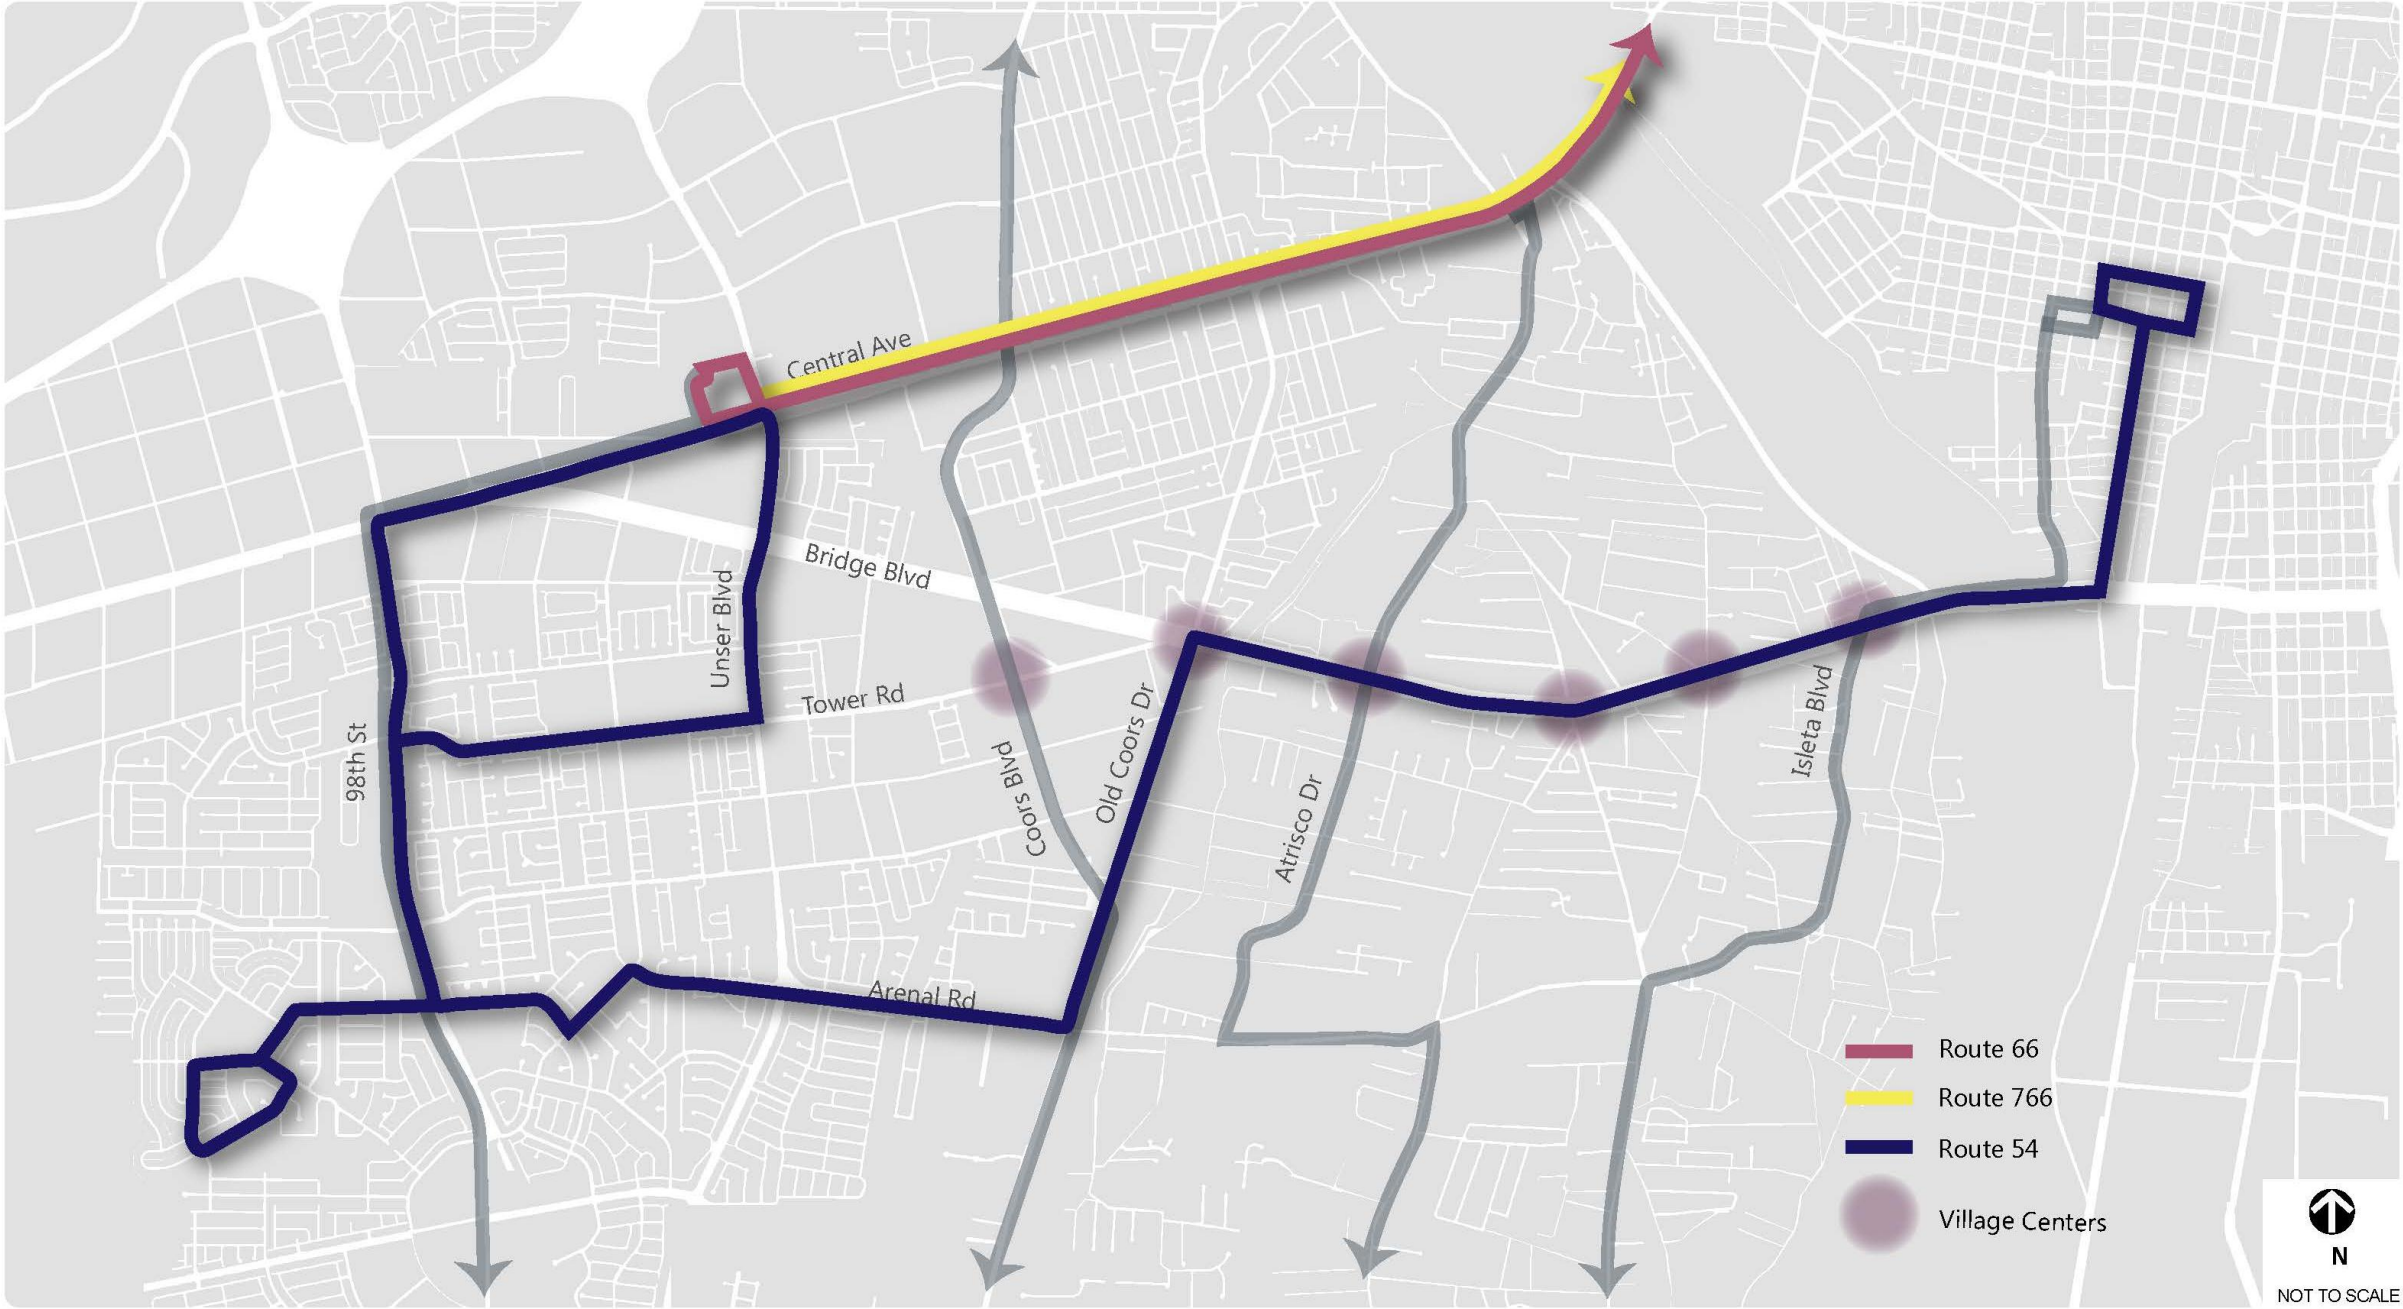 Central Ave
Bridge Blvd
Unser Blvd
Tower Rd
98th St
Coors Blvd
Old Coors Dr
Atrisco Dr
Isleta Blvd
Arenal Rd
Route 66
Route 766
Route 54
Village Centers
N
NOT TO SCALE